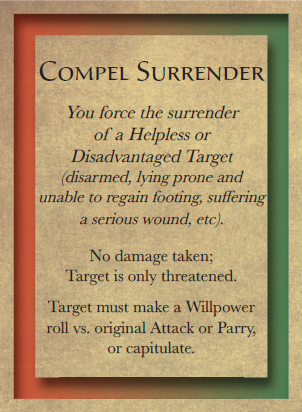 COMPEL SURRENDER
You force the surrender
of a Helpless or
Disadvantaged Target
(disarmed, lying prone and
unable to regain footing, suffering
a serious wound, etc).
No damage taken;
Target is only threatened.
Target must make a Willpower
roll vs. original Attack or Parry,
or capitulate.